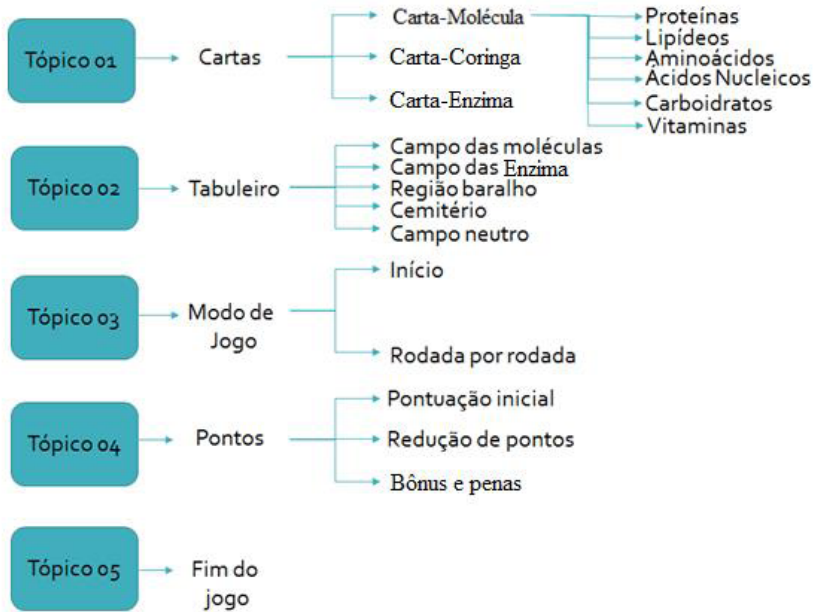 Tópico 01
Cartas
Carta-Molécula
Carta-Coringa
Carta-Enzima
Proteínas
Lipídeos
Aminoácidos
Ácidos Nucleicos
Carboidratos
Vitaminas
Tópico 02
Tabuleiro
Campo das moléculas
Campo das Enzima
Região baralho
Cemitério
Campo neutro
Tópico 03
Modo de
Jogo
Início
Rodada por rodada
Tópico 04
Pontos
Pontuação inicial
Redução de pontos
Bônus e penas
Tópico 05
Fim do
jogo